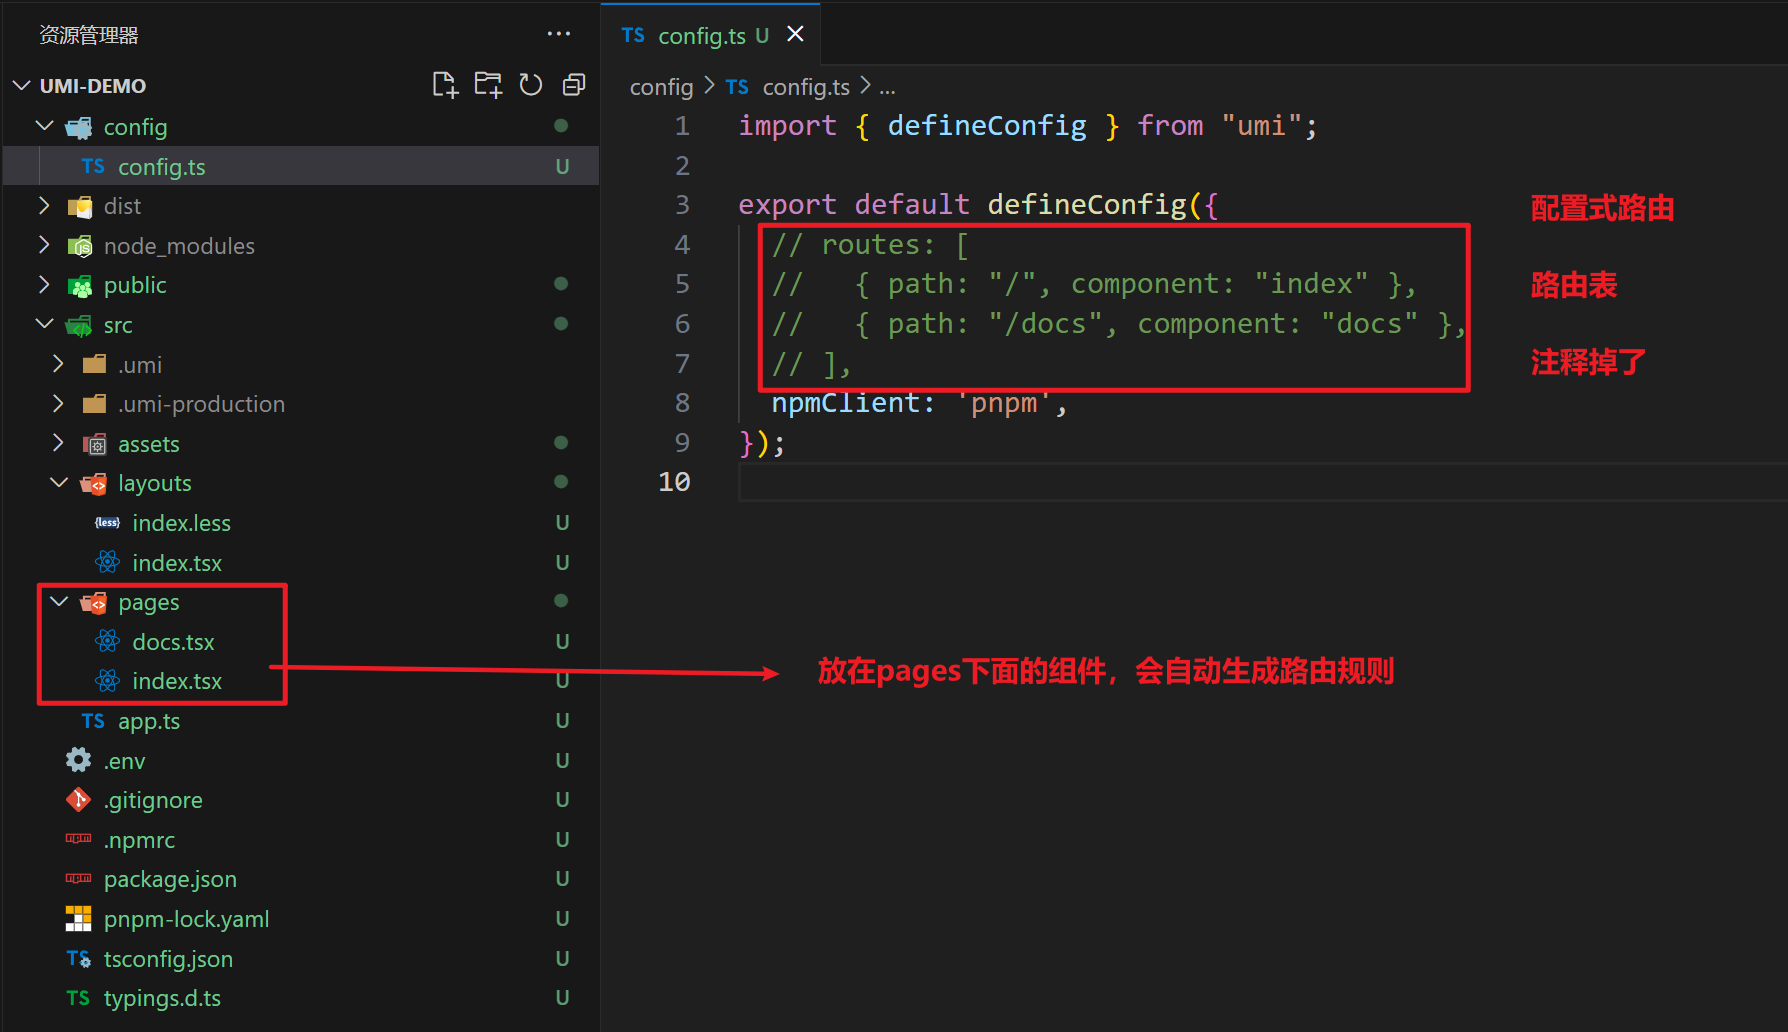 资源管理器 ···
UMI-DEMO
config
TS config.ts U
dist
node_modules
public
src
.umi
.umi-production
assets
layouts
{less} index.less U
index.tsx U
pages
docs.tsx U
index.tsx U
TS app.ts U
.env U
.gitignore U
.npmrc U
package.json U
pnpm-lock.yaml U
TS tsconfig.json U
TS typings.d.ts U
TS config.ts U
config > TS config.ts > ...
1 import { defineConfig } from "umi";
2
3 export default defineConfig({
4 // routes: [
5 //   { path: "/", component: "index" },
6 //   { path: "/docs", component: "docs" },
7 // ],
8 npmClient: 'pnpm',
9 });
10
配置式路由
路由表
注释掉了
放在pages下面的组件，会自动生成路由规则